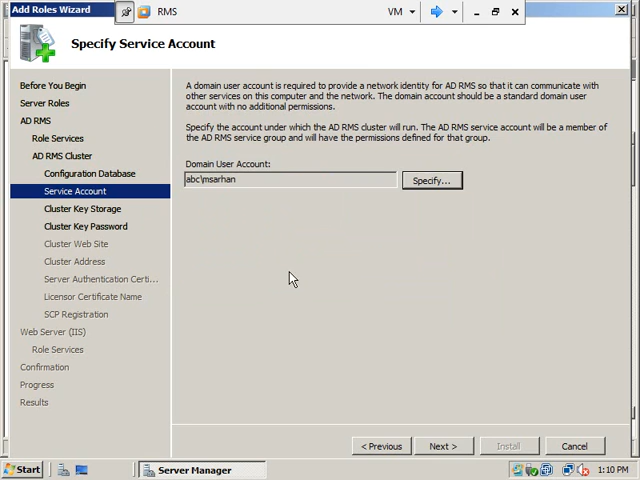 Add Roles Wizard
RMS
VM
Specify Service Account
Before You Begin
Server Roles
AD RMS
Role Services
AD RMS Cluster
Configuration Database
Service Account
Cluster Key Storage
Cluster Key Password
Cluster Web Site
Cluster Address
Server Authentication Certi...
Licensor Certificate Name
SCP Registration
Web Server (IIS)
Role Services
Confirmation
Progress
Results
A domain user account is required to provide a network identity for AD RMS so that it can communicate with
other services on this computer and the network. The domain account should be a standard domain user
account with no additional permissions.
Specify the account under which the AD RMS cluster will run. The AD RMS service account will be a member of
the AD RMS service group and will have the permissions defined for that group.
Domain User Account:
abc\msarhan
Specify...
< Previous
Next >
Install
Cancel
Start
Server Manager
1:10 PM